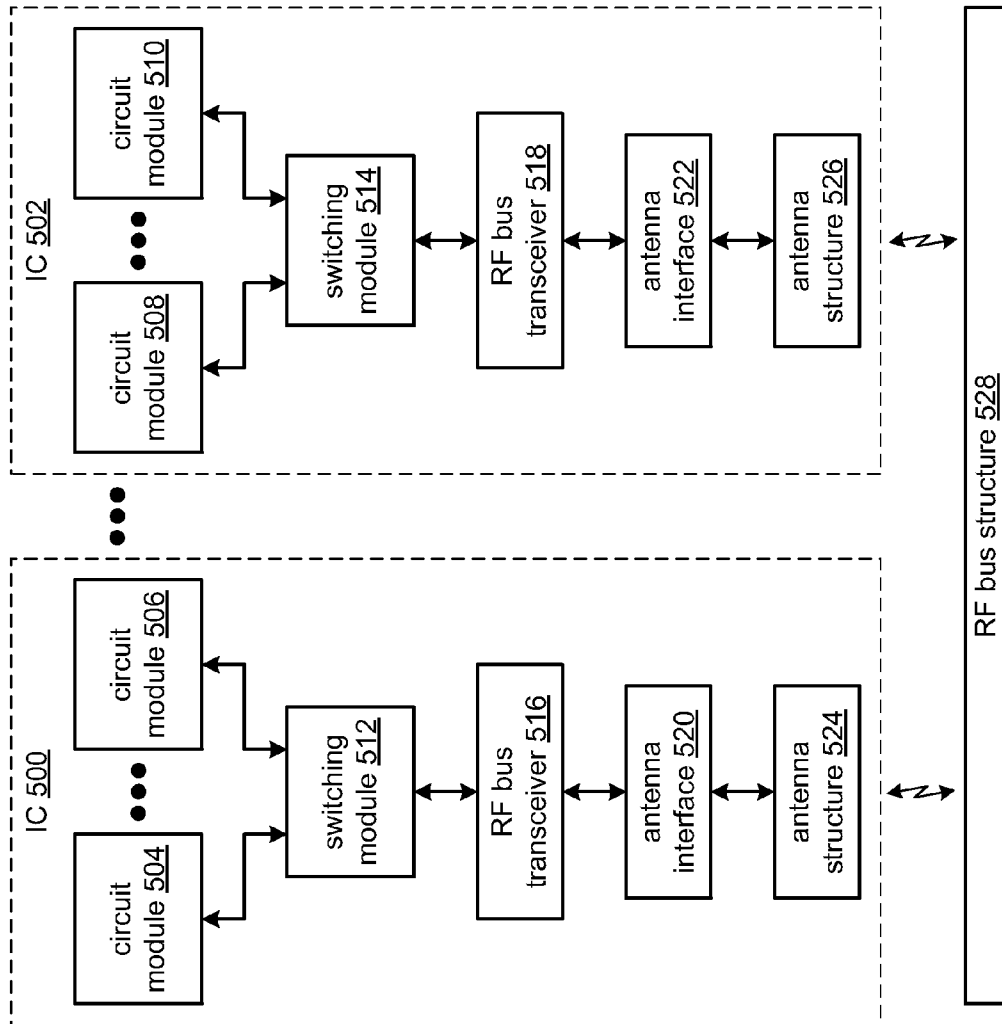 IC 500
circuit
module 504
circuit
module 506
switching
module 512
RF bus
transceiver 516
antenna
interface 520
antenna
structure 524
IC 502
circuit
module 508
circuit
module 510
switching
module 514
RF bus
transceiver 518
antenna
interface 522
antenna
structure 526
RF bus structure 528